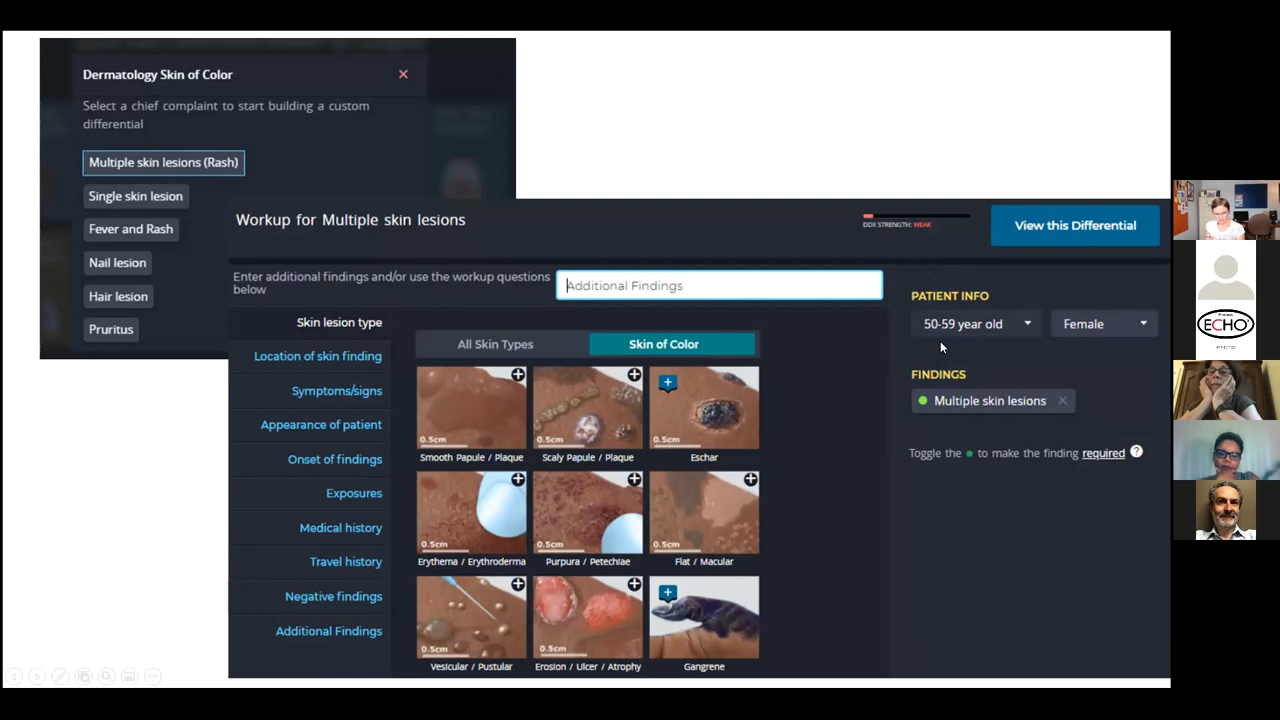 Dermatology Skin of Color
Select a chief complaint to start building a custom
differential
Multiple skin lesions (Rash)
Single skin lesion
Fever and Rash
Nail lesion
Hair lesion
Pruritus
Workup for Multiple skin lesions
DDX STRENGTH: WEAK
View this Differential
Enter additional findings and/or use the workup questions
below
Additional Findings
Skin lesion type
Location of skin finding
Symptoms/signs
Appearance of patient
Onset of findings
Exposures
Medical history
Travel history
Negative findings
Additional Findings
All Skin Types
Skin of Color
0.5cm
0.5cm
0.5cm
Smooth Papule / Plaque
Scaly Papule / Plaque
Eschar
0.5cm
0.5cm
0.5cm
Erythema / Erythroderma
Purpura / Petechiae
Flat / Macular
0.5cm
0.5cm
Vesicular / Pustular
Erosion / Ulcer / Atrophy
Gangrene
PATIENT INFO
50-59 year old
Female
FINDINGS
Multiple skin lesions
Toggle the to make the finding required ?
ECHO